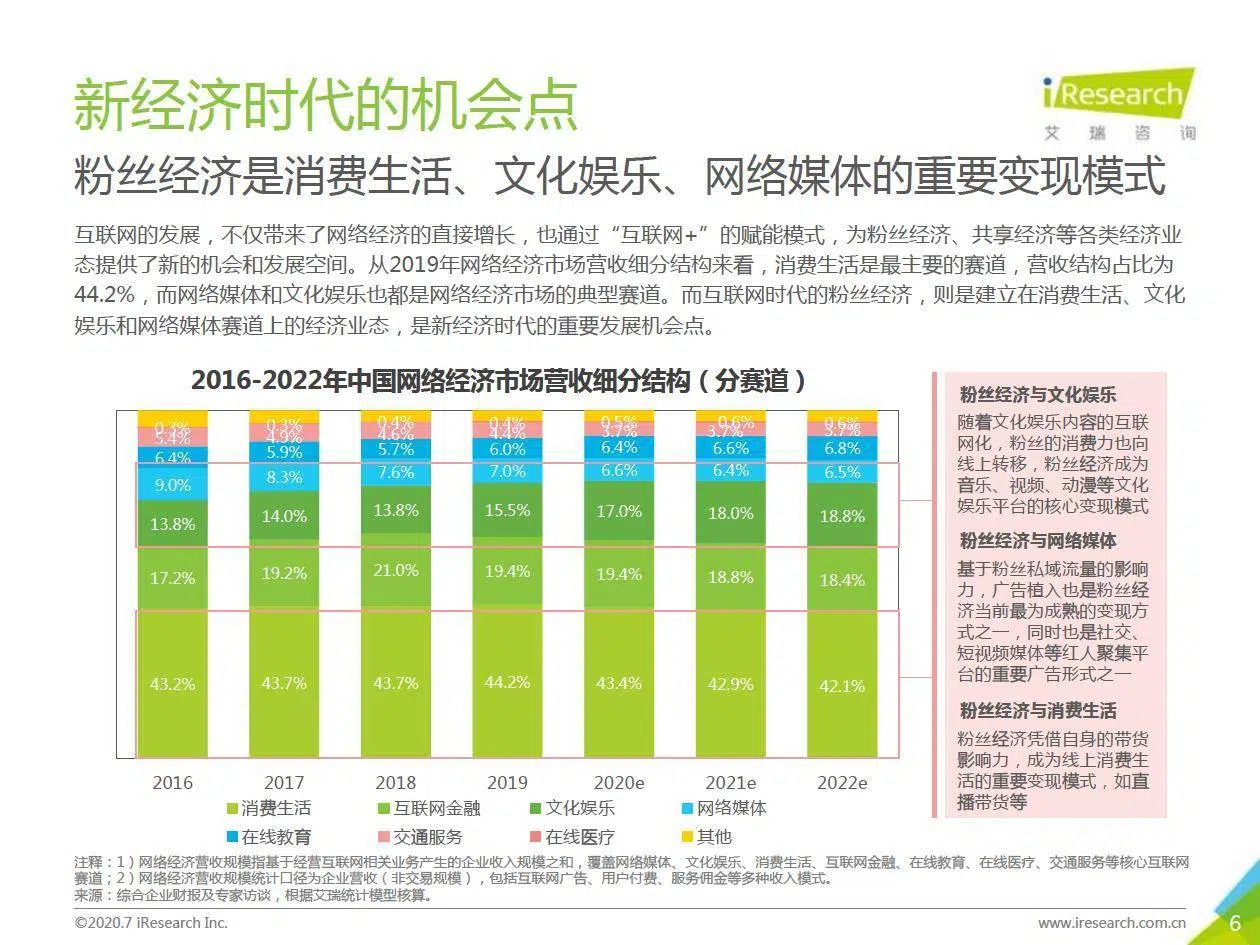 新经济时代的机会点
iResearch
艾瑞咨询
粉丝经济是消费生活、文化娱乐、网络媒体的重要变现模式
互联网的发展，不仅带来了网络经济的直接增长，也通过“互联网+”的赋能模式，为粉丝经济、共享经济等各类经济业
态提供了新的机会和发展空间。从2019年网络经济市场营收细分结构来看，消费生活是最主要的赛道，营收结构占比为
44.2%，而网络媒体和文化娱乐也都是网络经济市场的典型赛道。而互联网时代的粉丝经济，则是建立在消费生活、文化
娱乐和网络媒体赛道上的经济业态，是新经济时代的重要发展机会点。
2016-2022年中国网络经济市场营收细分结构（分赛道）
0.3% 0.3% 0.4% 0.4% 0.5% 0.6% 0.6%
5.4% 4.9% 4.6% 4.4% 3.7% 3.7% 3.7%
6.4% 5.9% 5.7% 6.0% 6.4% 6.6% 6.8%
9.0% 8.3% 7.6% 7.0% 6.6% 6.4% 6.5%
13.8% 14.0% 13.8% 15.5% 17.0% 18.0% 18.8%
17.2% 19.2% 21.0% 19.4% 19.4% 18.8% 18.4%
43.2% 43.7% 43.7% 44.2% 43.4% 42.9% 42.1%
2016 2017 2018 2019 2020e 2021e 2022e
消费生活 互联网金融 文化娱乐 网络媒体
在线教育 交通服务 在线医疗 其他
粉丝经济与文化娱乐
随着文化娱乐内容的互联
网化，粉丝的消费力也向
线上转移，粉丝经济成为
音乐、视频、动漫等文化
娱乐平台的核心变现模式
粉丝经济与网络媒体
基于粉丝私域流量的影响
力，广告植入也是粉丝经
济当前最为成熟的变现方
式之一，同时也是社交、
短视频媒体等红人聚集平
台的重要广告形式之一
粉丝经济与消费生活
粉丝经济凭借自身的带货
影响力，成为线上消费生
活的重要变现模式，如直
播带货等
注释：1）网络经济营收规模指基于经营互联网相关业务产生的企业收入规模之和，覆盖网络媒体、文化娱乐、消费生活、互联网金融、在线教育、在线医疗、交通服务等核心互联网
赛道；2）网络经济营收规模统计口径为企业营收（非交易规模），包括互联网广告、用户付费、服务佣金等多种收入模式。
来源：综合企业财报及专家访谈，根据艾瑞统计模型核算。
©2020.7 iResearch Inc.
www.iresearch.com.cn
6